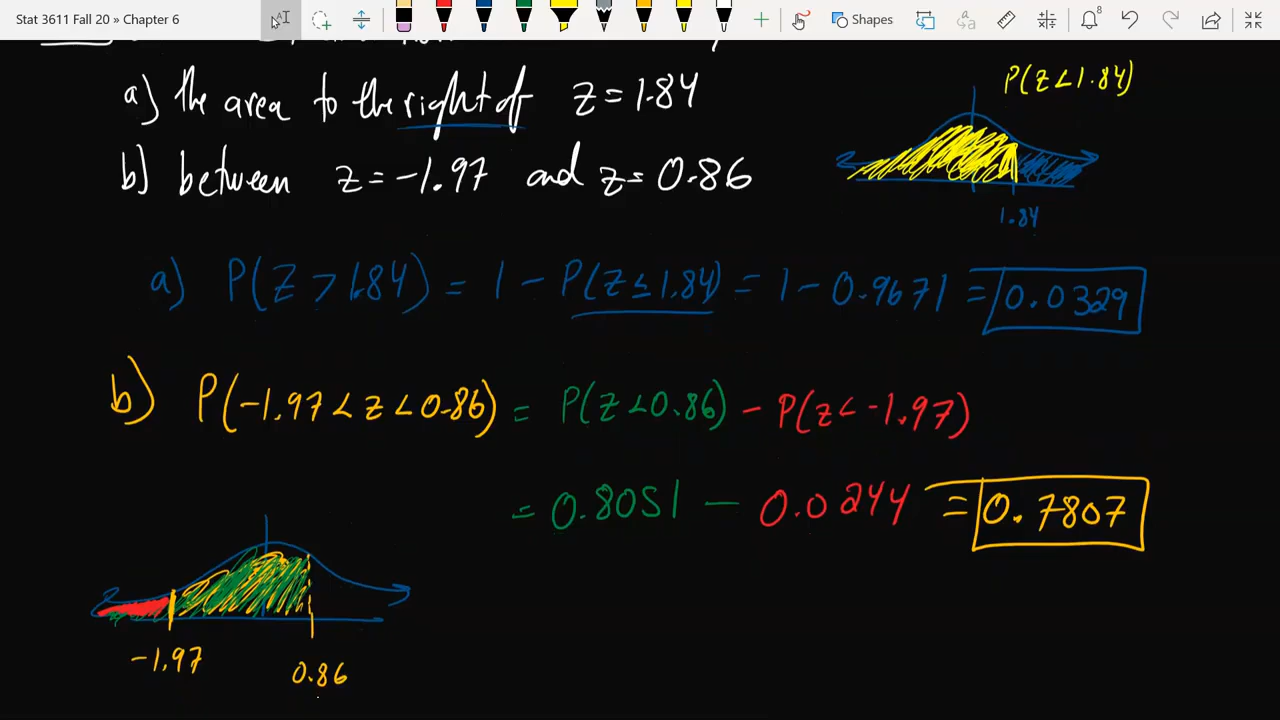 Stat 3611 Fall 20 » Chapter 6
Shapes
8
a) the area to the right of z = 1.84
P(z < 1.84)
b) between z = -1.97 and z = 0.86
1.84
a) P(Z > 1.84) = 1 - P(Z ≤ 1.84) = 1 - 0.9671 = 0.0329
b) P(-1.97 < z < 0.86) = P(z < 0.86) - P(z < -1.97)
= 0.8051 - 0.0244 = 0.7807
-1.97
0.86